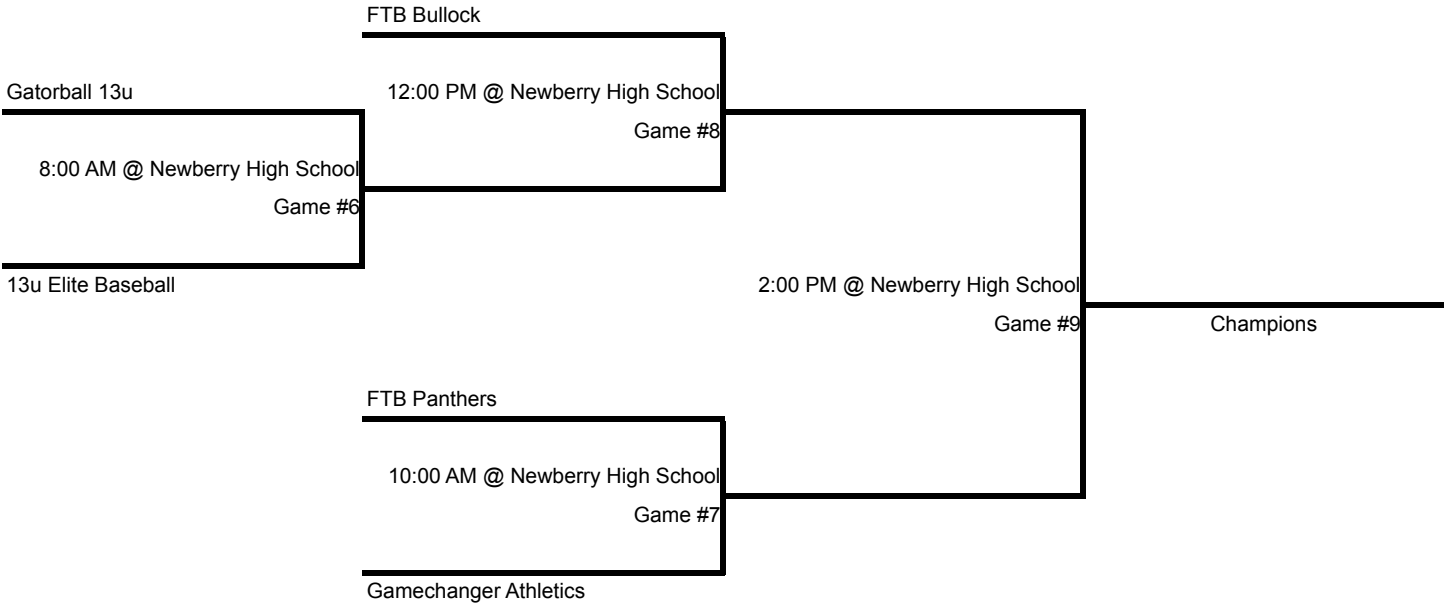 FTB Bullock
Gatorball 13u
12:00 PM @ Newberry High School
Game #8
8:00 AM @ Newberry High School
Game #6
13u Elite Baseball
2:00 PM @ Newberry High School
Game #9
Champions
FTB Panthers
10:00 AM @ Newberry High School
Game #7
Gamechanger Athletics